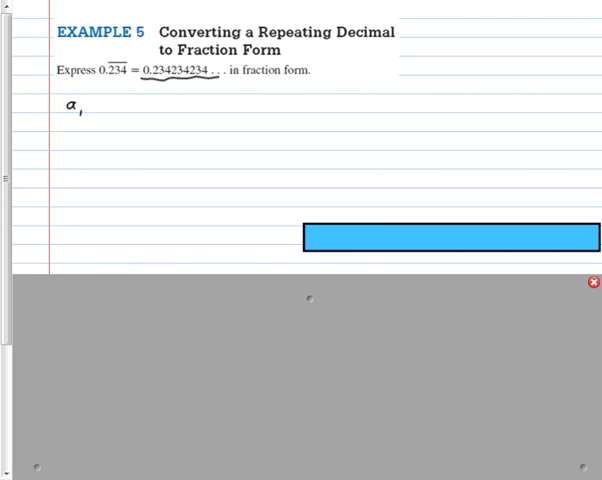 EXAMPLE 5 Converting a Repeating Decimal
to Fraction Form
Express 0.2̅3̅4̅ = 0.234234234 . . . in fraction form.
a₁